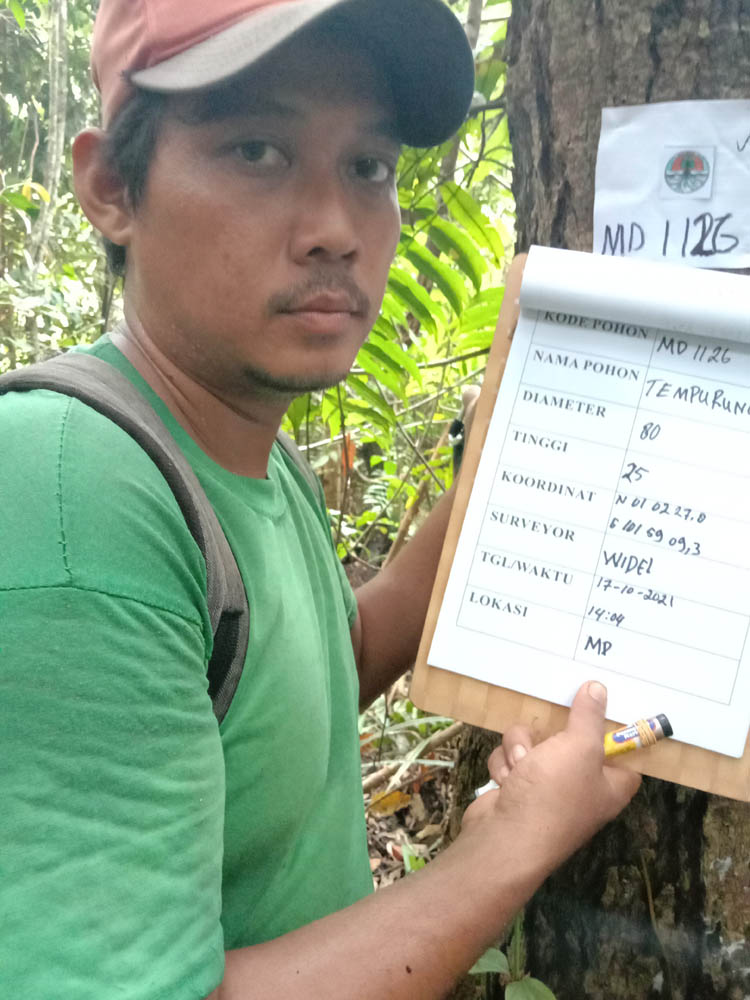 MD 1126
KODE POHON MD 1126
NAMA POHON TEMPURUNG
DIAMETER 80
TINGGI 25
KOORDINAT N 01 02 27.0
E 101 59 09,3
SURVEYOR WIDEI
TGL/WAKTU 17-10-2021
14:04
LOKASI MP